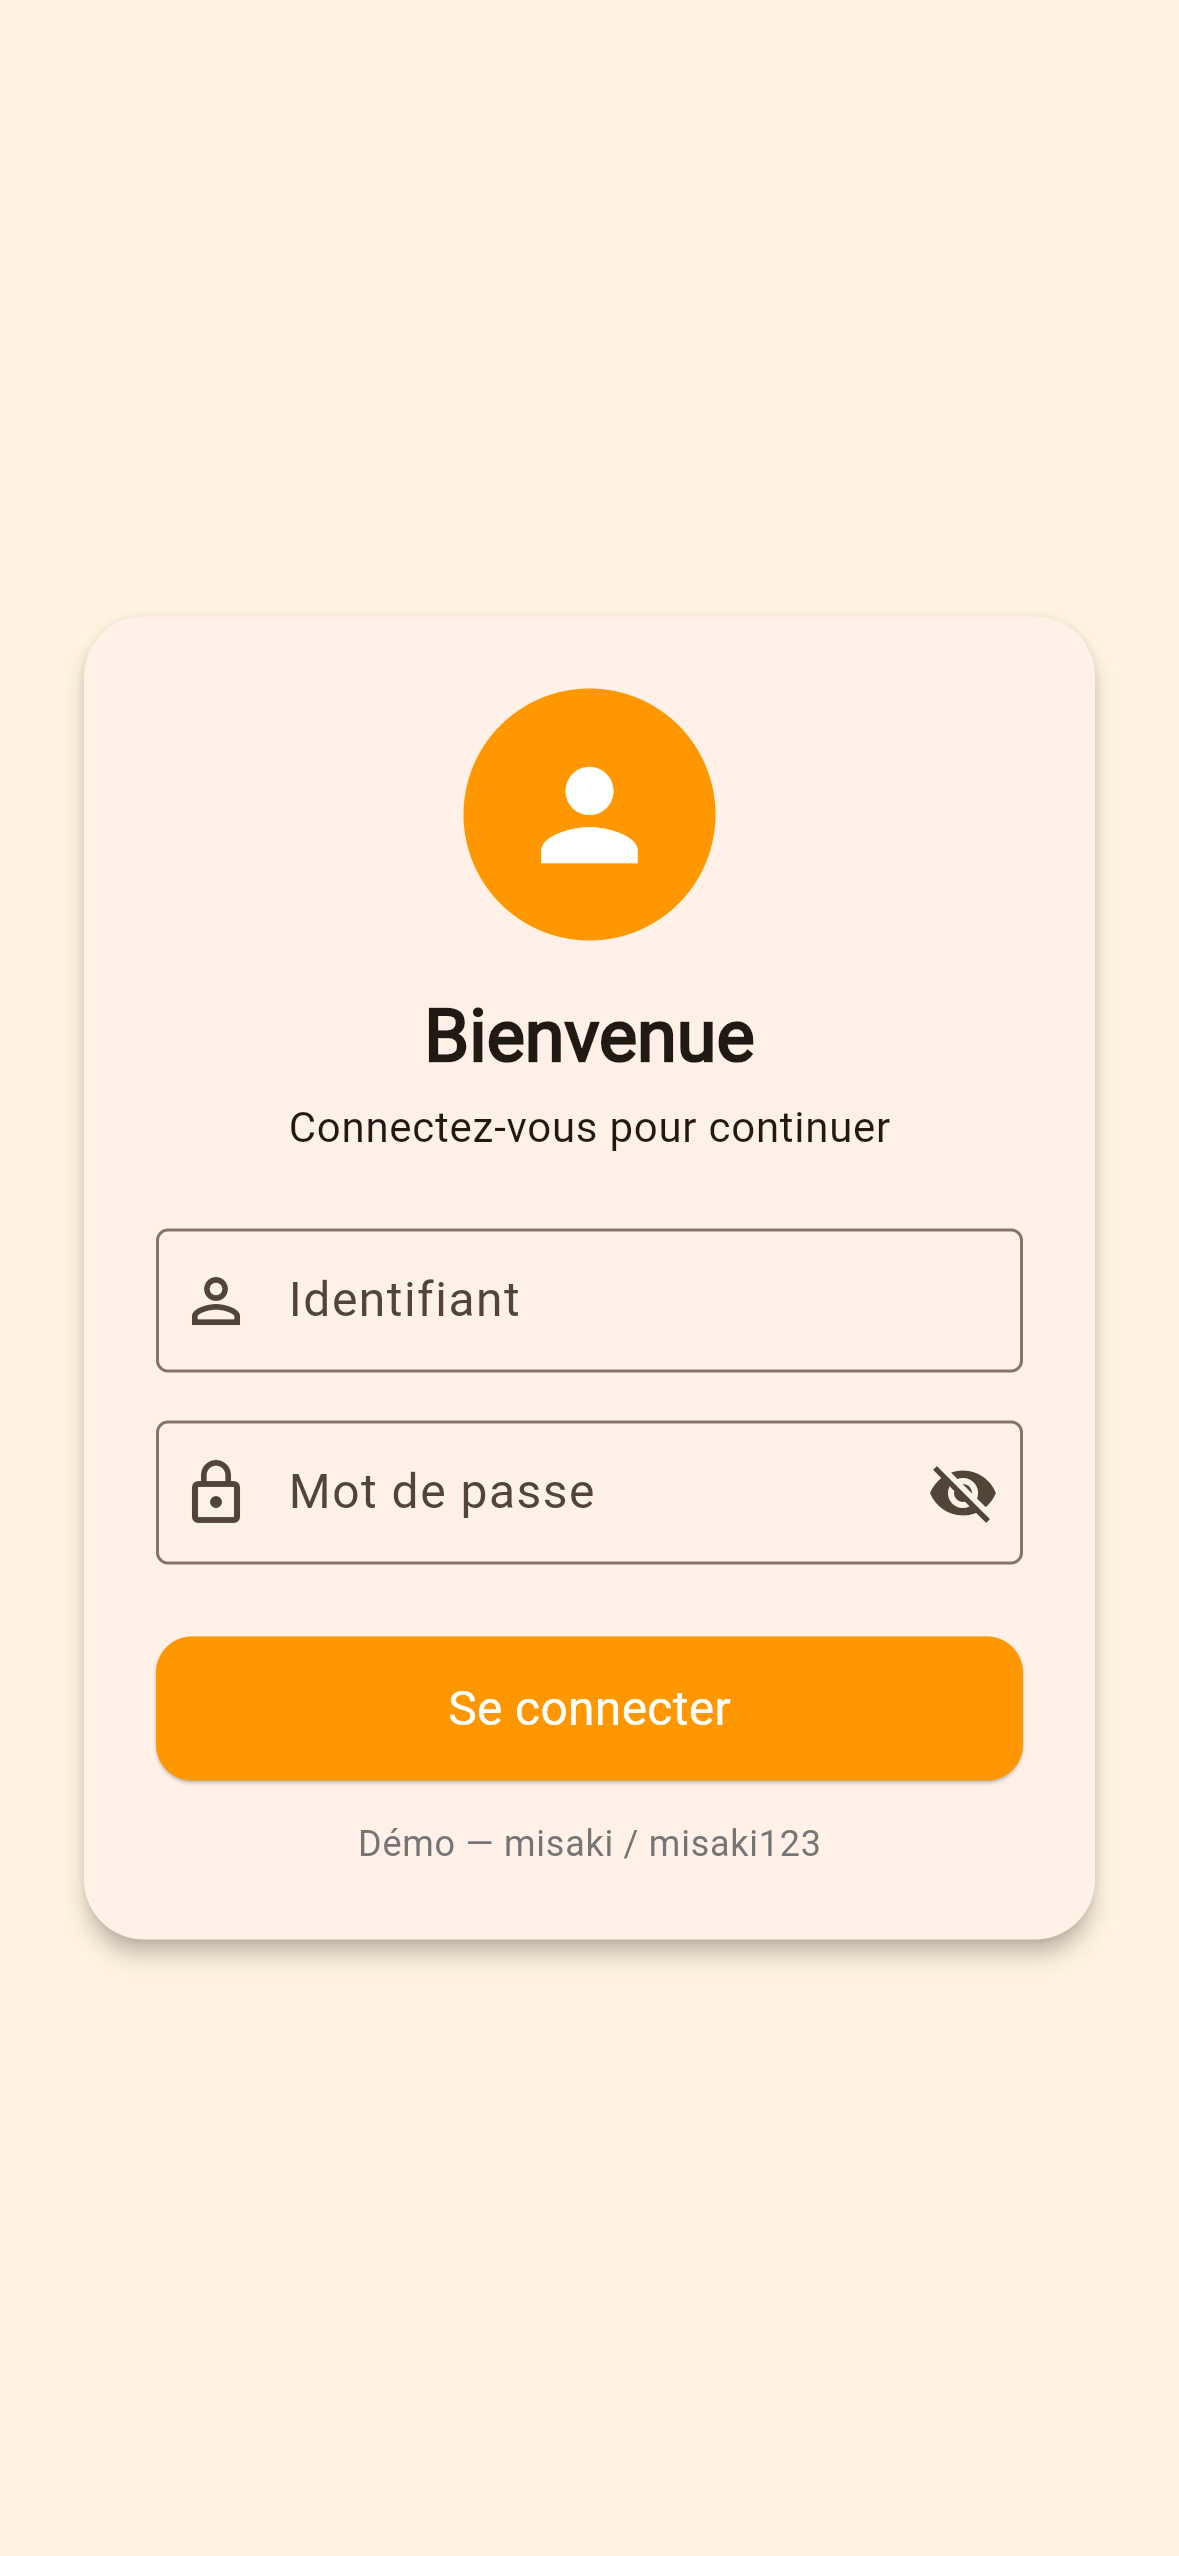 Bienvenue
Connectez-vous pour continuer
Identifiant
Mot de passe
Se connecter
Démo — misaki / misaki123